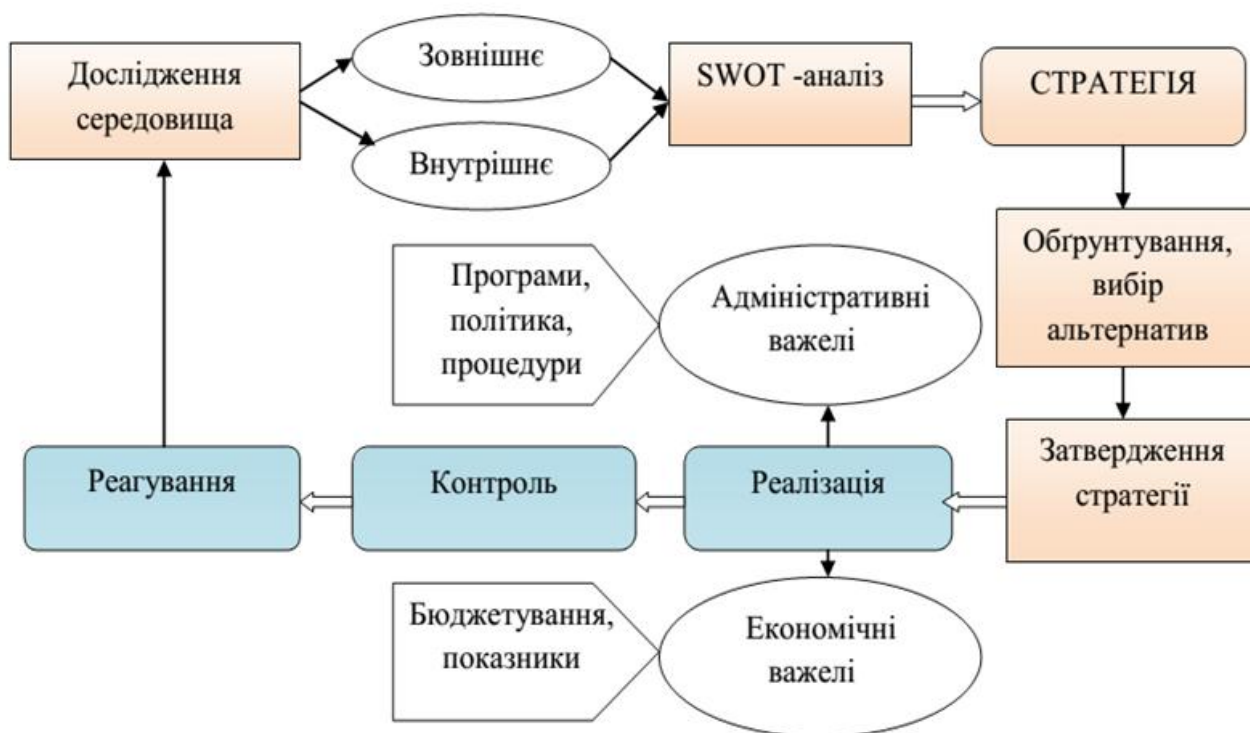 Дослідження
середовища
Зовнішнє
Внутрішнє
SWOT -аналіз
СТРАТЕГІЯ
Обґрунтування,
вибір
альтернатив
Програми,
політика,
процедури
Адміністративні
важелі
Затвердження
стратегії
Реалізація
Контроль
Реагування
Бюджетування,
показники
Економічні
важелі